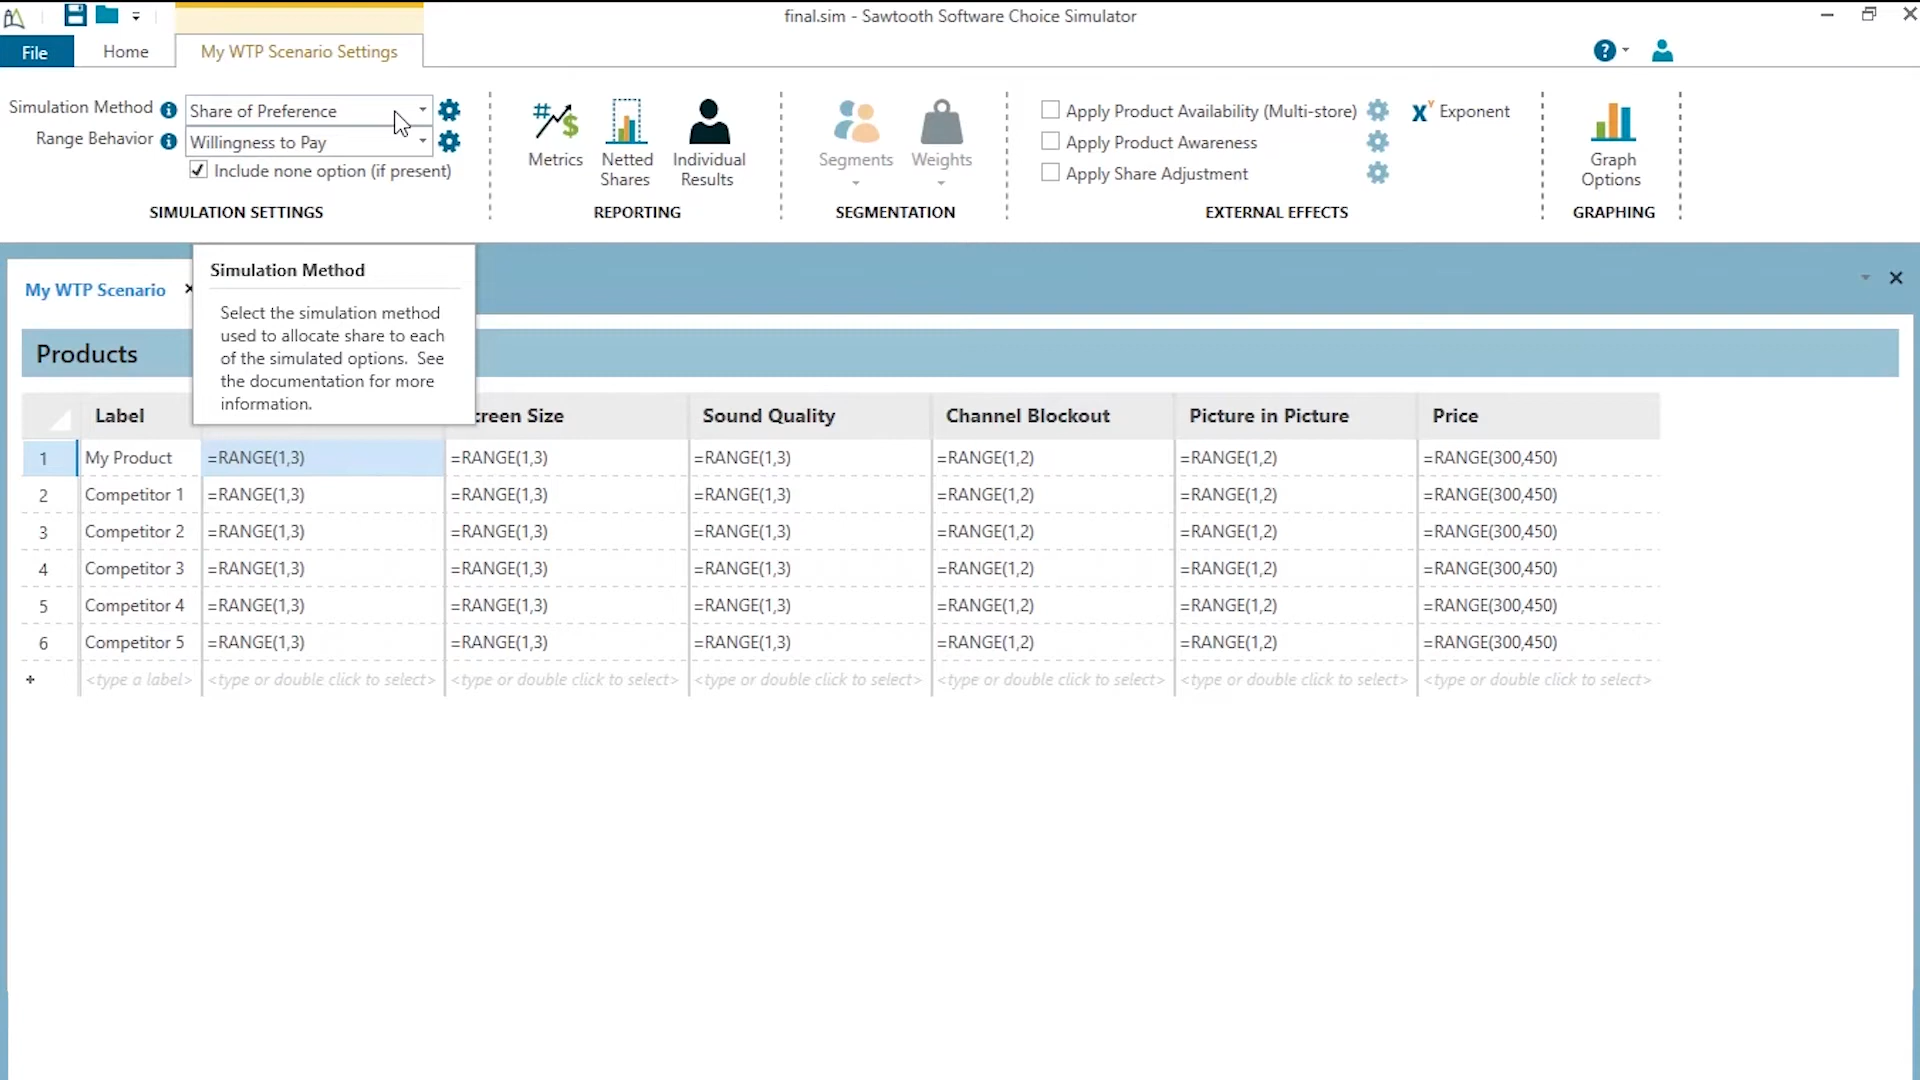 final.sim - Sawtooth Software Choice Simulator
File
Home
My WTP Scenario Settings
?
Simulation Method
Share of Preference
Range Behavior
Willingness to Pay
Include none option (if present)
SIMULATION SETTINGS
Metrics
Netted
Shares
Individual
Results
REPORTING
Segments
Weights
SEGMENTATION
Apply Product Availability (Multi-store)
Apply Product Awareness
Apply Share Adjustment
Exponent
EXTERNAL EFFECTS
Graph
Options
GRAPHING
My WTP Scenario
Simulation Method
Select the simulation method
used to allocate share to each
of the simulated options. See
the documentation for more
information.
Products
Label creen Size Sound Quality Channel Blockout Picture in Picture Price
1 My Product =RANGE(1,3) =RANGE(1,3) =RANGE(1,3) =RANGE(1,2) =RANGE(1,2) =RANGE(300,450)
2 Competitor 1 =RANGE(1,3) =RANGE(1,3) =RANGE(1,3) =RANGE(1,2) =RANGE(1,2) =RANGE(300,450)
3 Competitor 2 =RANGE(1,3) =RANGE(1,3) =RANGE(1,3) =RANGE(1,2) =RANGE(1,2) =RANGE(300,450)
4 Competitor 3 =RANGE(1,3) =RANGE(1,3) =RANGE(1,3) =RANGE(1,2) =RANGE(1,2) =RANGE(300,450)
5 Competitor 4 =RANGE(1,3) =RANGE(1,3) =RANGE(1,3) =RANGE(1,2) =RANGE(1,2) =RANGE(300,450)
6 Competitor 5 =RANGE(1,3) =RANGE(1,3) =RANGE(1,3) =RANGE(1,2) =RANGE(1,2) =RANGE(300,450)
+ <type a label> <type or double click to select> <type or double click to select> <type or double click to select> <type or double click to select> <type or double click to select> <type or double click to select>